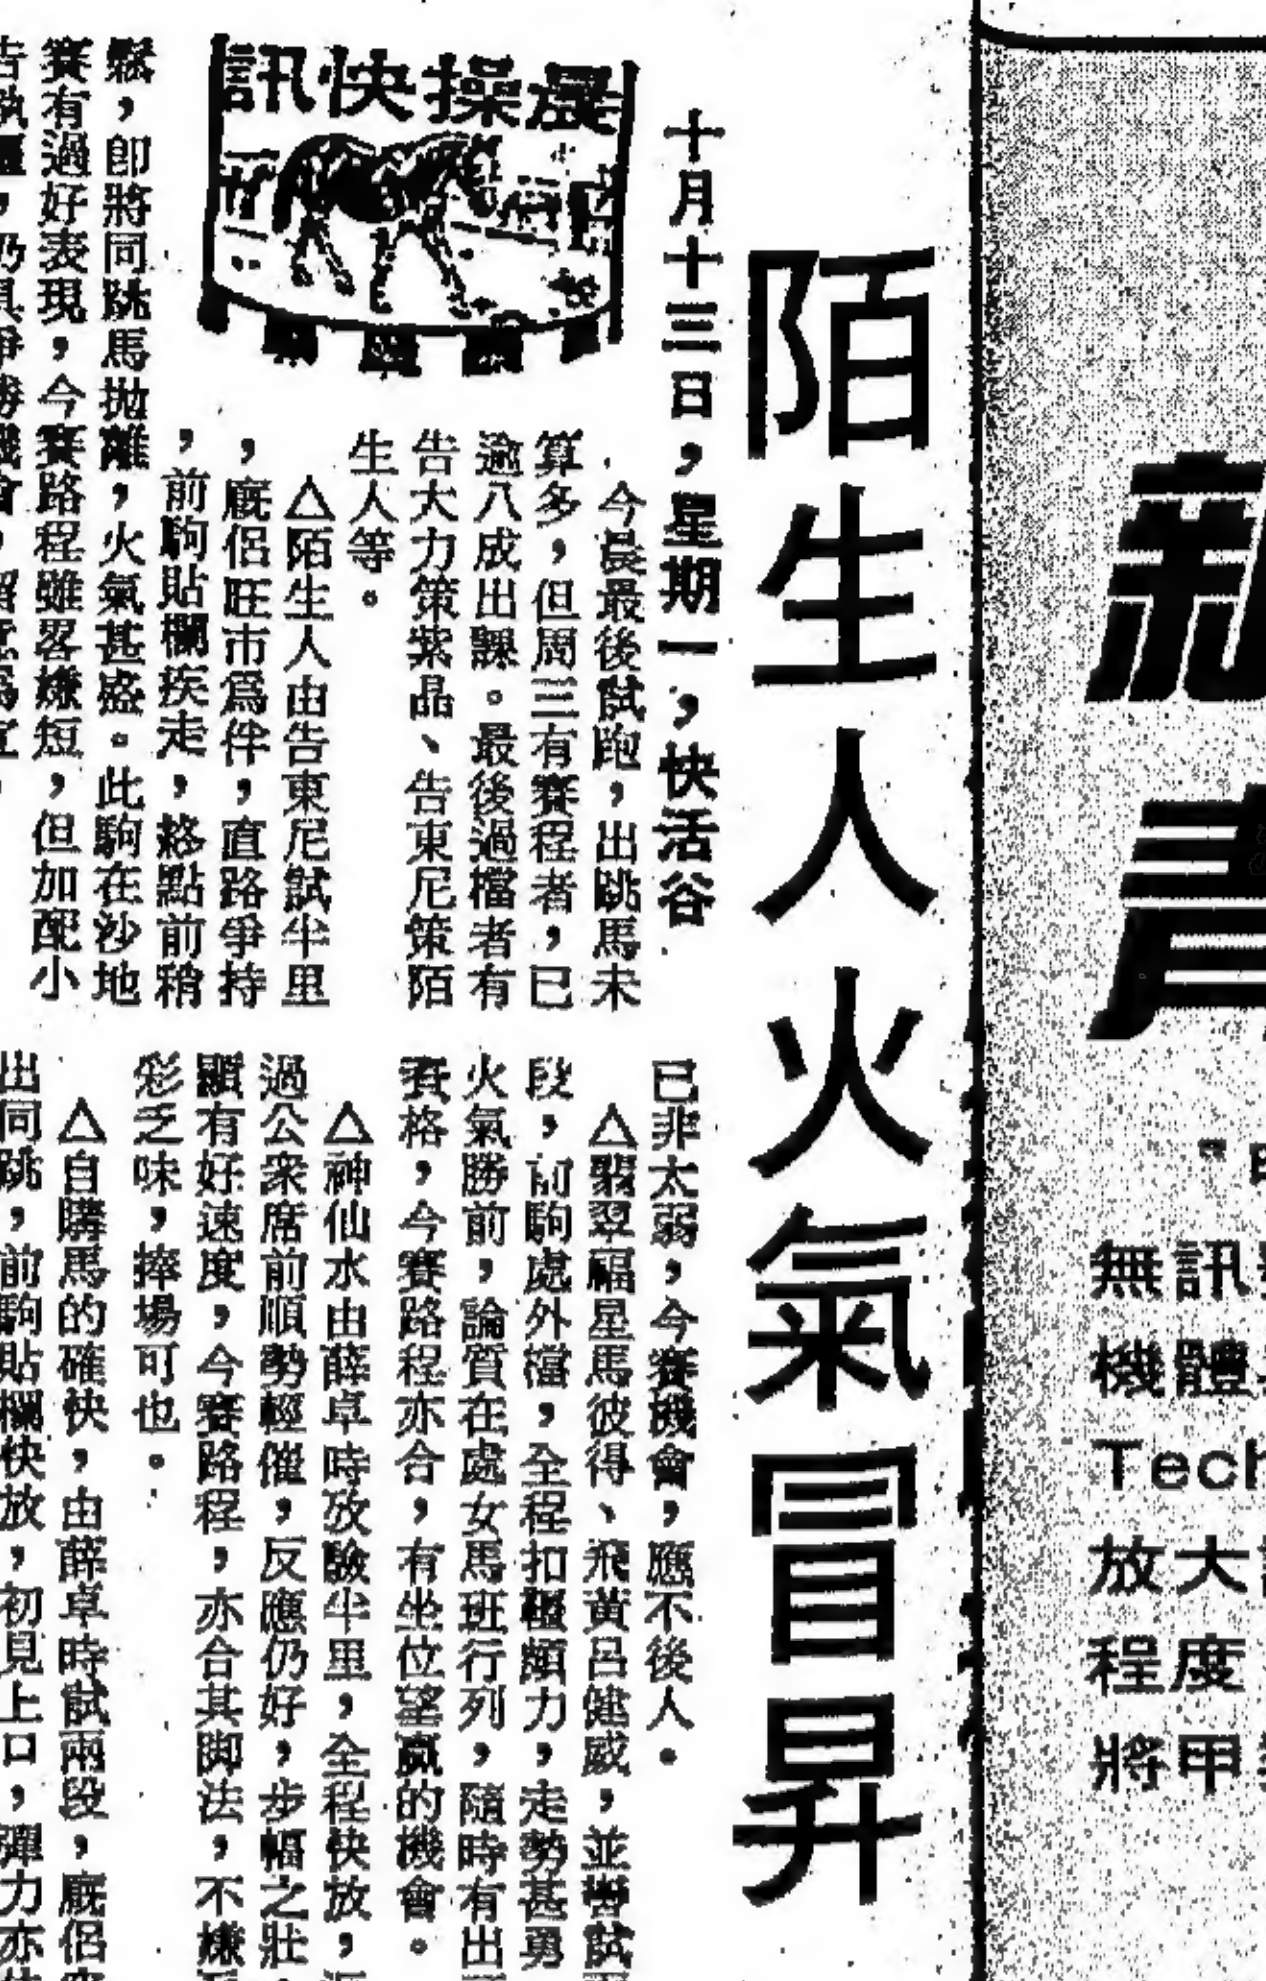 陌生人火氣冒昇
晨操快訊
十月十三日，星期一，快活谷
今晨最後試跑，出跳馬未
算多，但周三有賽程者，已
逾八成出課。最後過檔者有
告大力策紫晶、告東尼策陌
生人等。
△陌生人由告東尼試半里
，廐侶旺市爲伴，直路爭持
，前駒貼欄疾走，終點前稍
鬆，卽將同跳馬拋離，火氣甚盛。此駒在沙地
賽有過好表現，今賽路程雖畧嫌短，但加配小
已非太弱，今賽機會，應不後人。
△翡翠福星馬彼得、飛黃呂健威，並轡試
段，前駒處外檔，全程扣韁頗力，走勢甚勇
火氣勝前，論質在處女馬班行列，隨時有出
賽格，今賽路程亦合，有坐位望贏的機會。
△神仙水由薛卓時放驗半里，全程快放，
過公衆席前順勢輕催，反應仍好，步幅之壯
顯有好速度，今賽路程，亦合其脚法，不嫌
彩乏味，捧場可也。
△自購馬的確快，由薛卓時試兩段，廐侶
出同跳，前駒貼欄快放，初見上口，彈力亦
新
無訊
機體
Tech
放大
程度
將甲